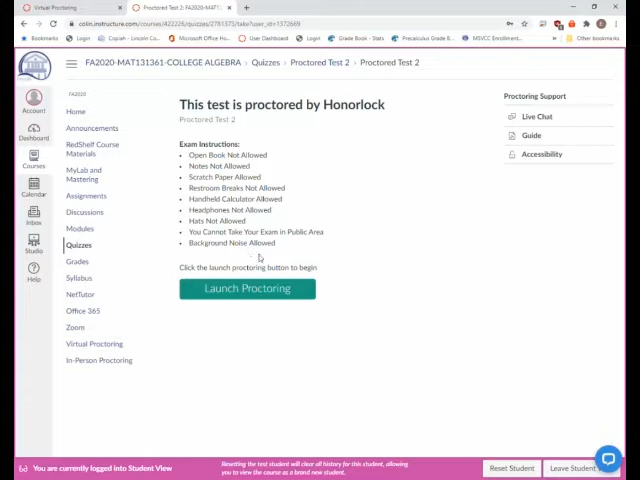 Virtual Proctoring
Proctored Test 2: FA2020-MAT131
colin.instructure.com/courses/422226/quizzes/2781375/take?user_id=1372669
Bookmarks
Login
Copiah - Lincoln Co...
Microsoft Office Ho...
User Dashboard
Login
Grade Book - Stats
Precalculus Grade B...
MSVCC Enrollment...
Other bookmarks
FA2020-MAT131361-COLLEGE ALGEBRA
Quizzes
Proctored Test 2
Proctored Test 2
Account
Dashboard
Courses
Calendar
Inbox
Studio
Help
FA2020
Home
Announcements
RedShelf Course
Materials
MyLab and
Mastering
Assignments
Discussions
Modules
Quizzes
Grades
Syllabus
NetTutor
Office 365
Zoom
Virtual Proctoring
In-Person Proctoring
This test is proctored by Honorlock
Proctored Test 2
Exam Instructions:
Open Book Not Allowed
Notes Not Allowed
Scratch Paper Allowed
Restroom Breaks Not Allowed
Handheld Calculator Allowed
Headphones Not Allowed
Hats Not Allowed
You Cannot Take Your Exam in Public Area
Background Noise Allowed
Click the launch proctoring button to begin
Launch Proctoring
Proctoring Support
Live Chat
Guide
Accessibility
You are currently logged into Student View
Resetting the test student will clear all history for this student, allowing
you to view the course as a brand new student.
Reset Student
Leave Student